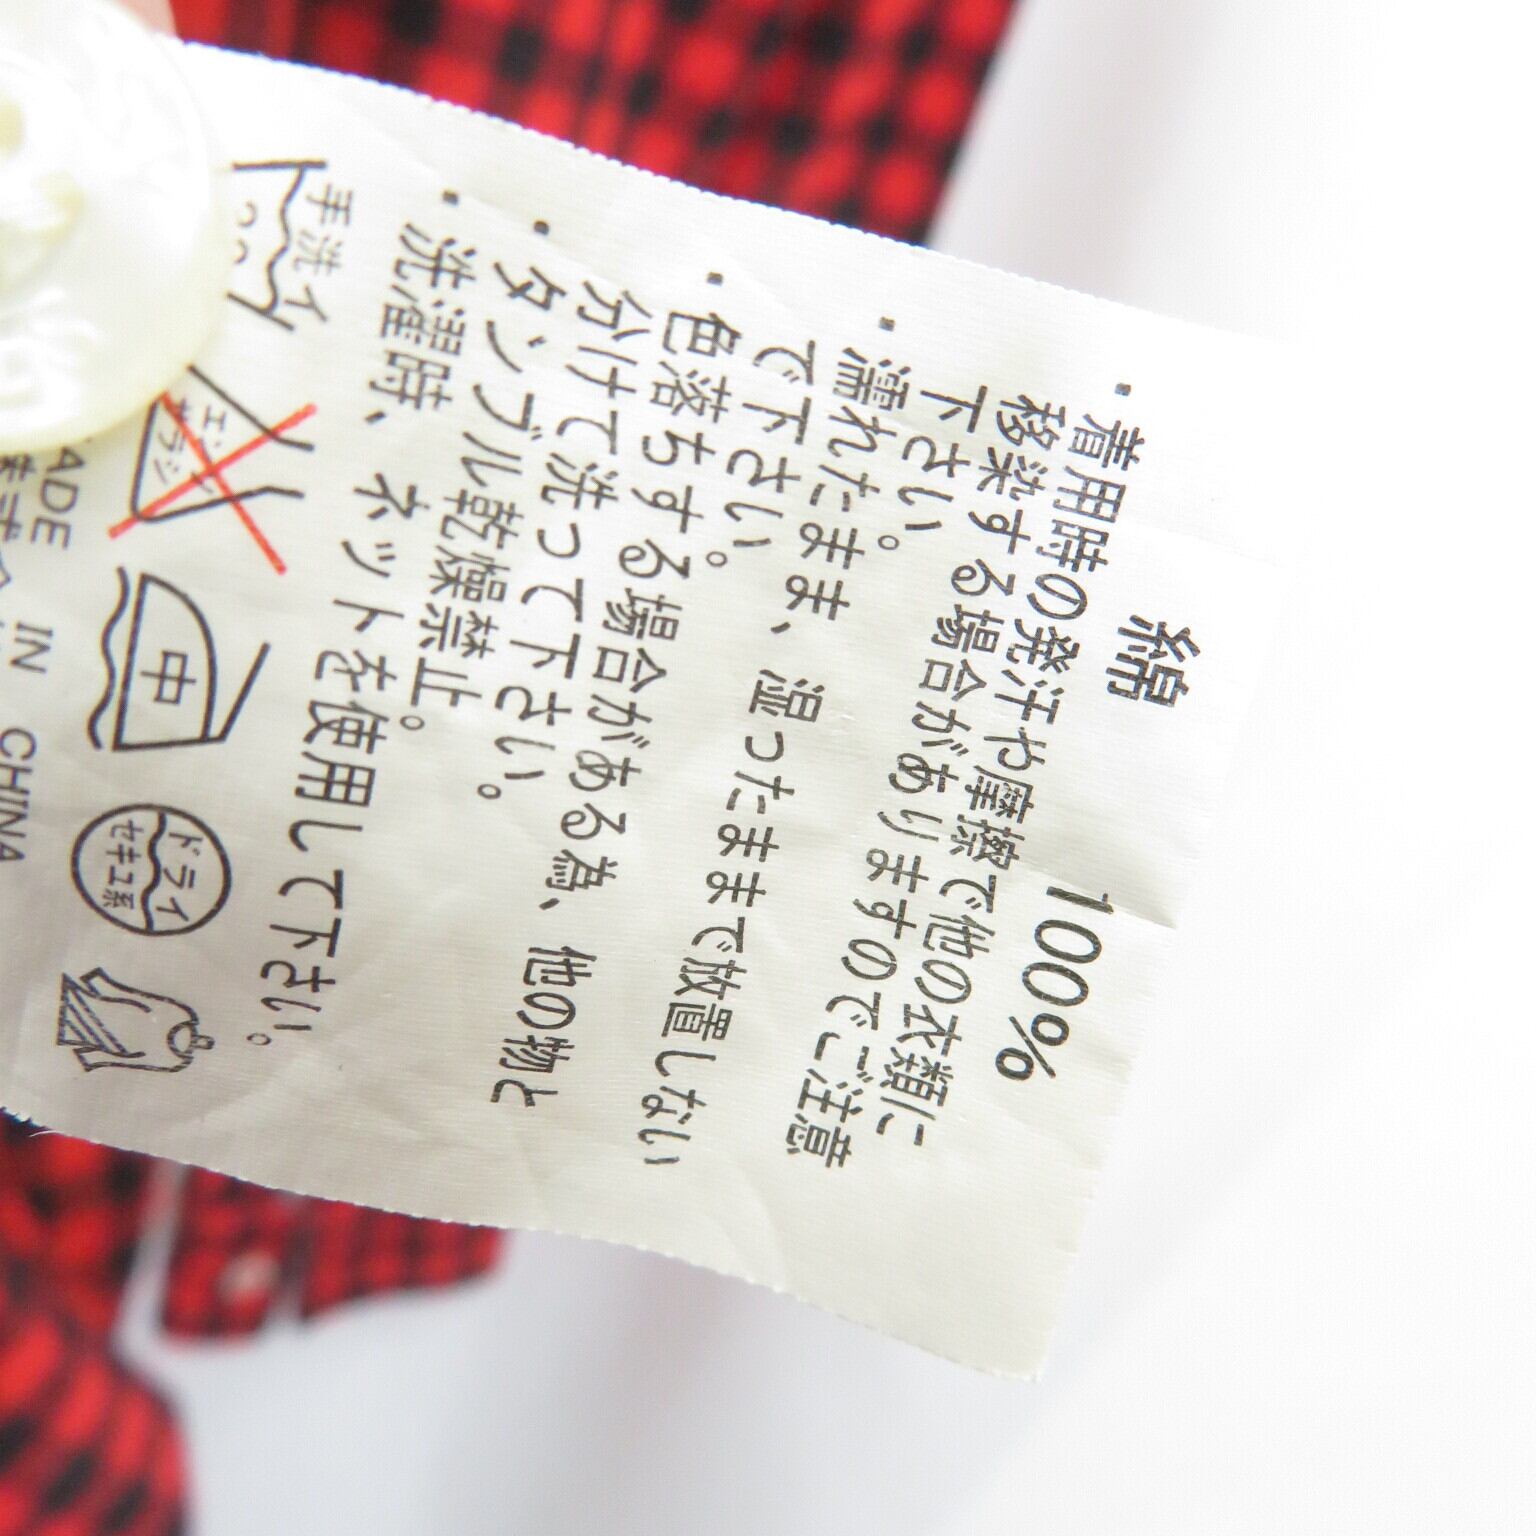 綿 100%
・着用時の発汗や摩擦で他の衣類に
移染する場合がありますのでご注意
下さい。
・濡れたまま、湿ったままで放置しない
で下さい。
・色落ちする場合がある為、他の物と
分けて洗って下さい。
・タンブル乾燥禁止。
・洗濯時、ネットを使用して下さい。
手洗イ
エンソ
サラシ
中
ドライ
セキユ系
MADE IN CHINA